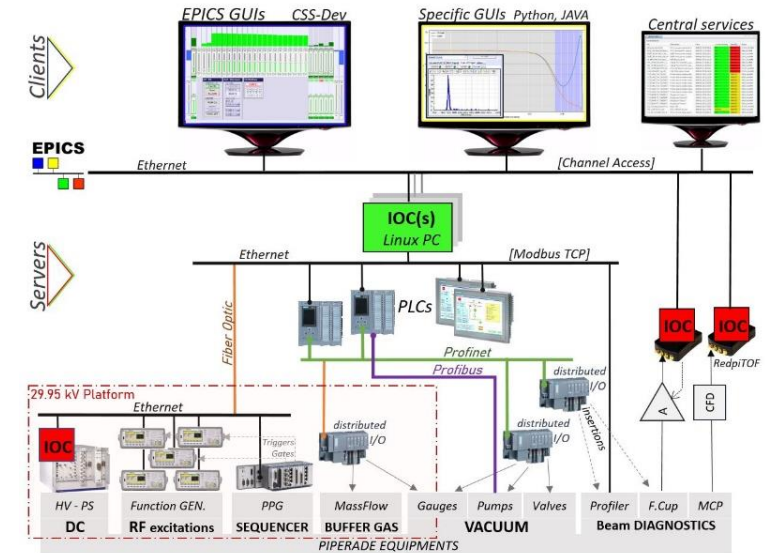 EPICS GUIs CSS-Dev
Specific GUIs Python, JAVA
Central services
Clients
EPICS
Ethernet
[Channel Access]
IOC(s)
Linux PC
Servers
Ethernet
[Modbus TCP]
Fiber Optic
PLCs
Profinet
Profibus
IOC
IOC
RedpiTOF
distributed
I/O
insertions
A
CFD
29.95 kV Platform
Ethernet
IOC
Triggers
Gates
distributed
I/O
distributed
I/O
HV - PS
Function GEN.
PPG
MassFlow
Gauges
Pumps
Valves
Profiler
F.Cup
MCP
DC
RF excitations
SEQUENCER
BUFFER GAS
VACUUM
Beam DIAGNOSTICS
PIPERADE EQUIPMENTS